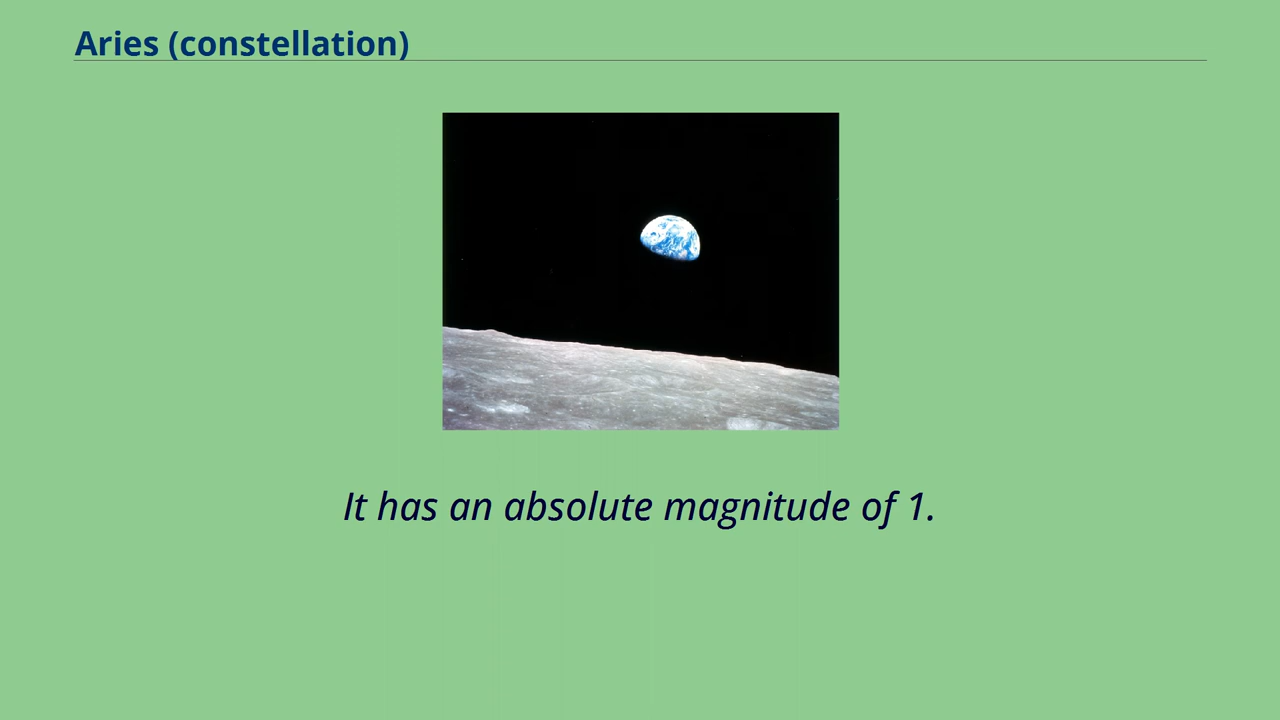 Aries (constellation)
It has an absolute magnitude of 1.